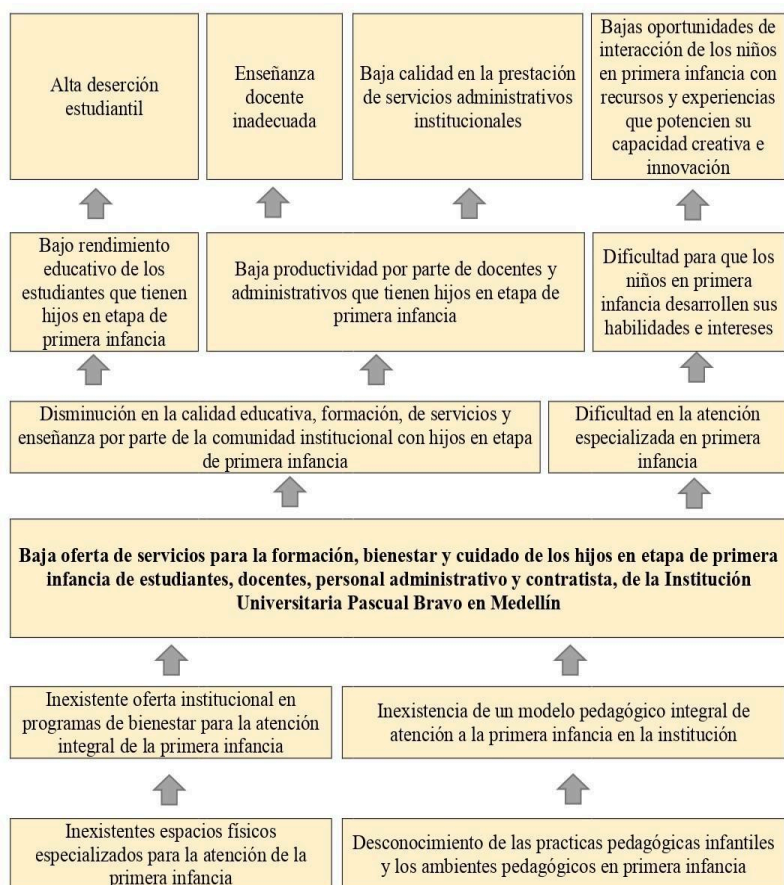 Alta deserción
estudiantil
Enseñanza
docente
inadecuada
Baja calidad en la prestación
de servicios administrativos
institucionales
Bajas oportunidades de
interacción de los niños
en primera infancia con
recursos y experiencias
que potencien su
capacidad creativa e
innovación
Bajo rendimiento
educativo de los
estudiantes que tienen
hijos en etapa de
primera infancia
Baja productividad por parte de docentes y
administrativos que tienen hijos en etapa de
primera infancia
Dificultad para que los
niños en primera
infancia desarrollen sus
habilidades e intereses
Disminución en la calidad educativa, formación, de servicios y
enseñanza por parte de la comunidad institucional con hijos en etapa
de primera infancia
Dificultad en la atención
especializada en primera
infancia
Baja oferta de servicios para la formación, bienestar y cuidado de los hijos en etapa de primera
infancia de estudiantes, docentes, personal administrativo y contratista, de la Institución
Universitaria Pascual Bravo en Medellín
Inexistente oferta institucional en
programas de bienestar para la atención
integral de la primera infancia
Inexistencia de un modelo pedagógico integral de
atención a la primera infancia en la institución
Inexistentes espacios físicos
especializados para la atención de la
primera infancia
Desconocimiento de las practicas pedagógicas infantiles
y los ambientes pedagógicos en primera infancia